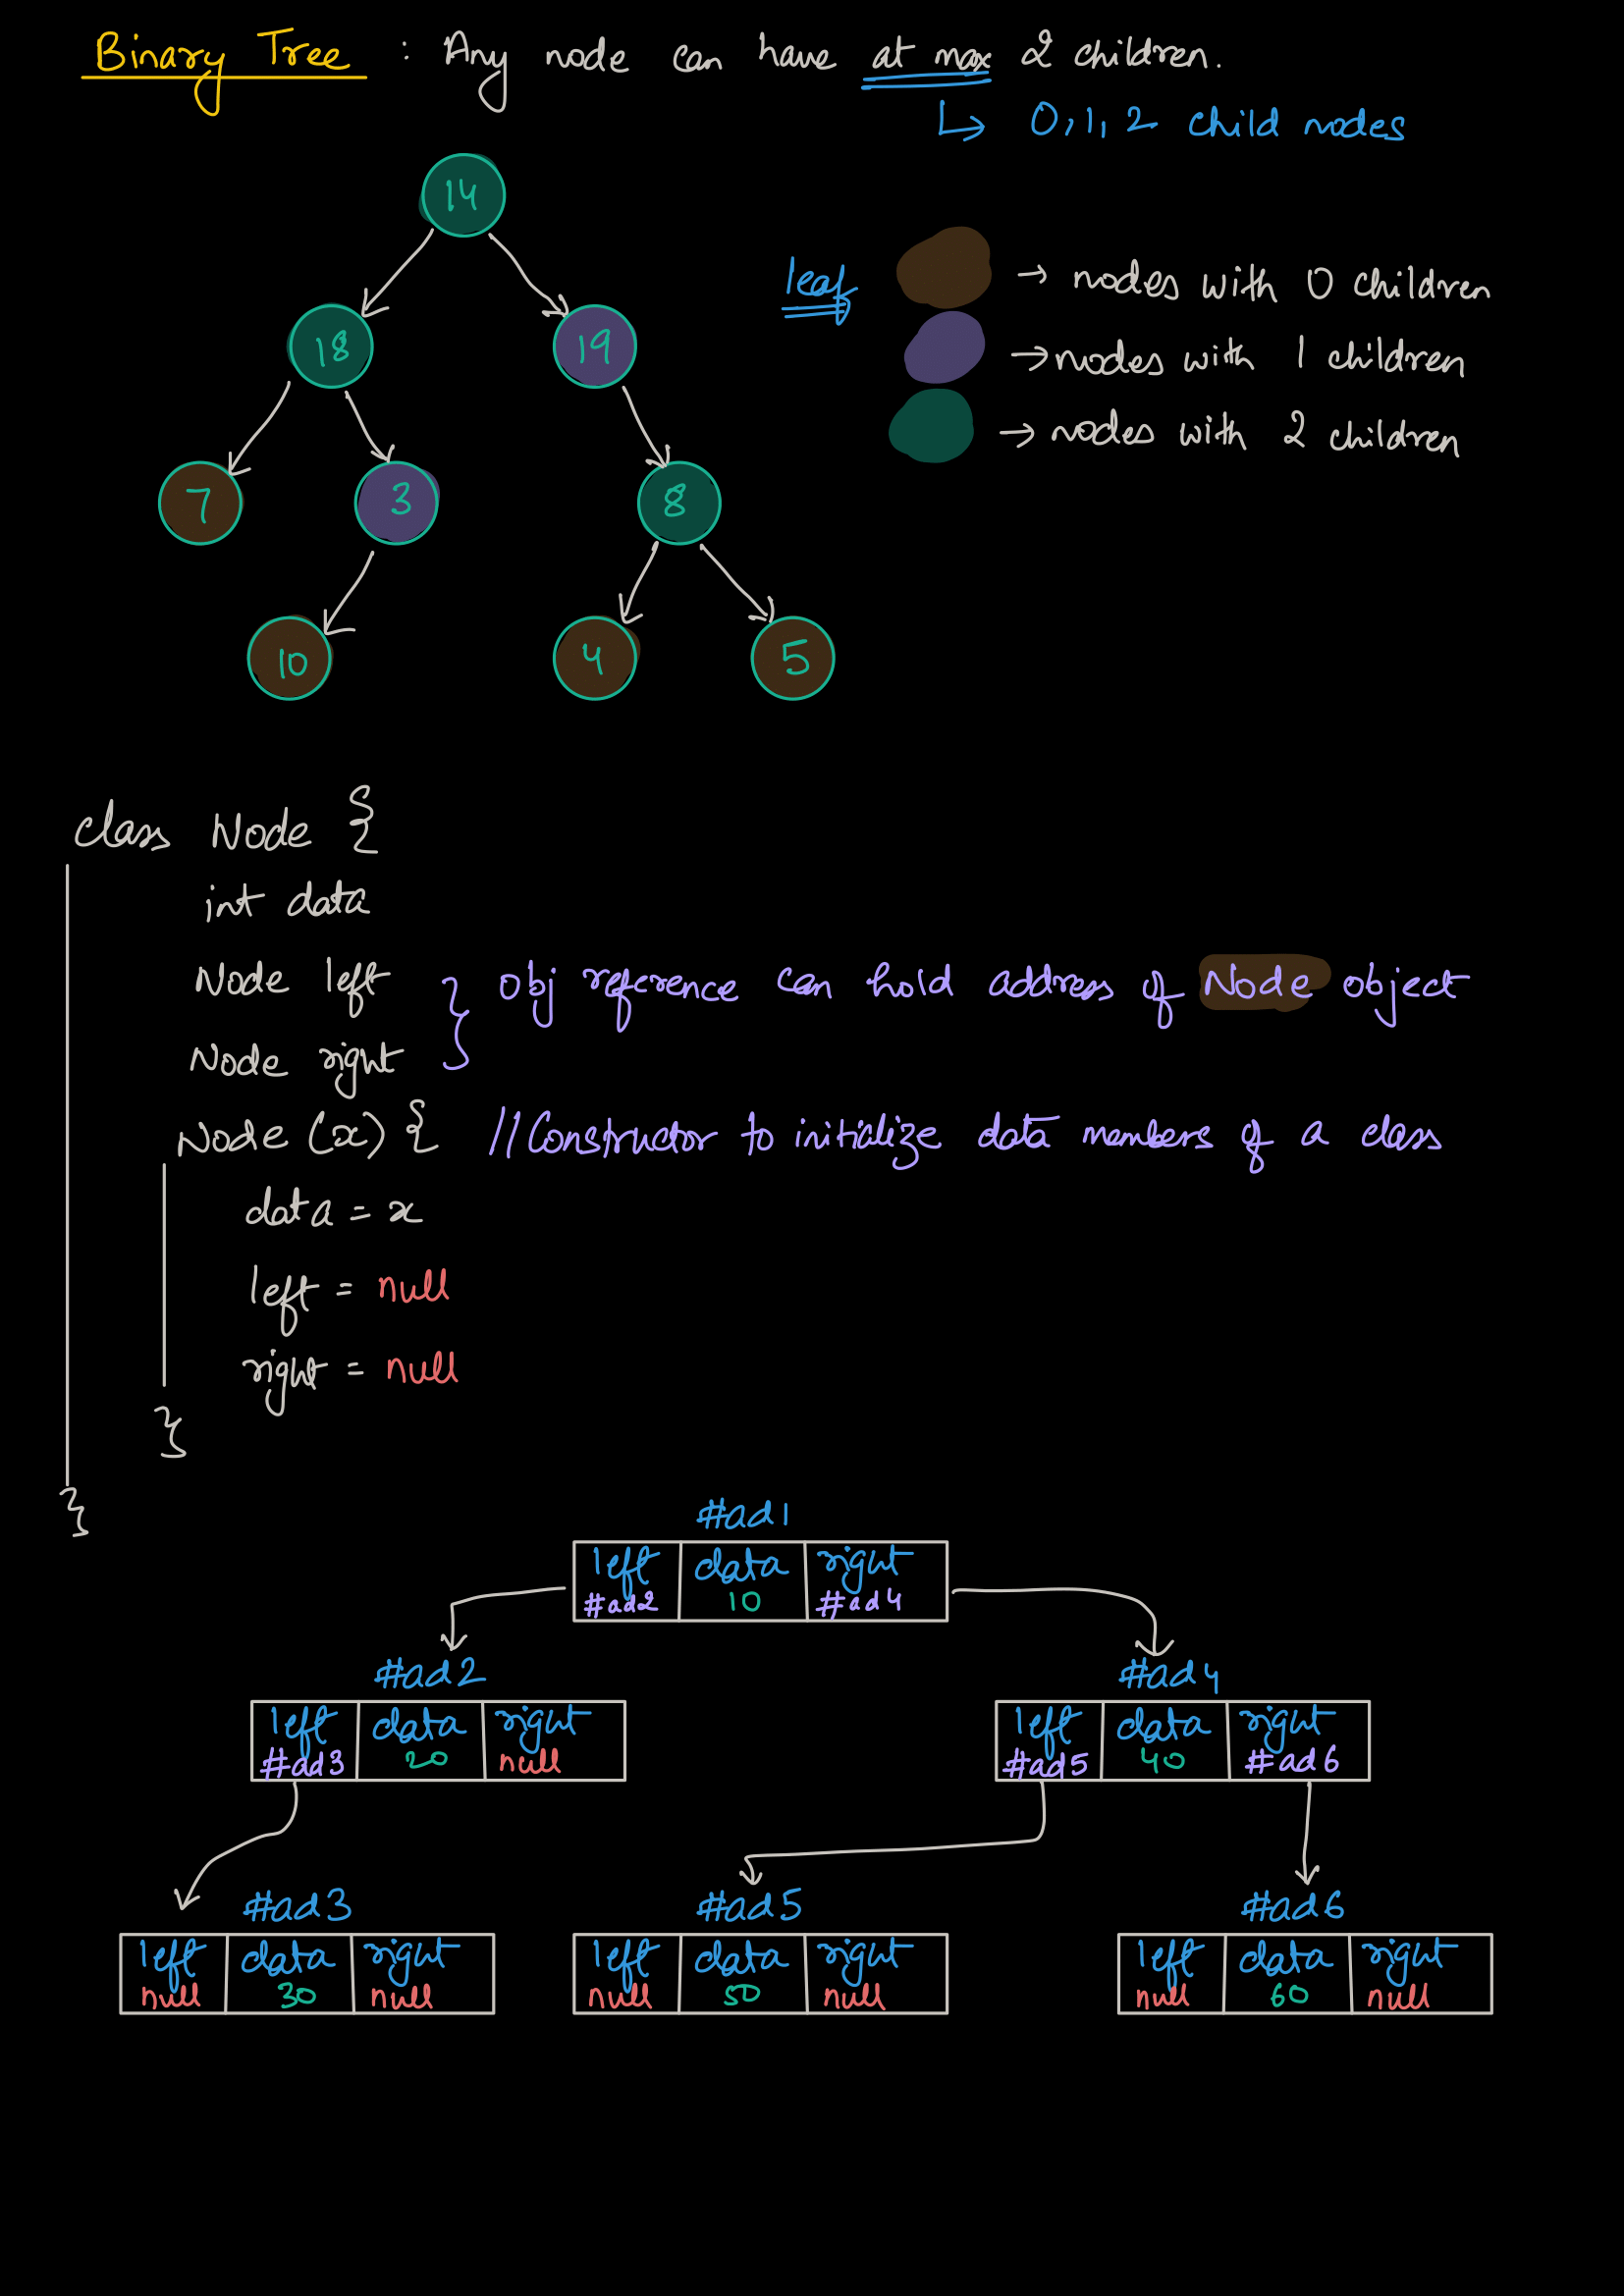 Binary Tree : Any node can have at max 2 children.
↳ 0, 1, 2 child nodes
14
leaf → nodes with 0 children
18 19
→ nodes with 1 children
→ nodes with 2 children
7 3 8
10 4 5
class Node {
int data
Node left
} obj reference can hold address of Node object
Node right
Node (x) { //Constructor to initialize data members of a class
data = x
left = null
right = null
}
}
#ad1
left data right
#ad2 10 #ad4
#ad2 #ad4
left data right left data right
#ad3 20 null #ad5 40 #ad6
#ad3 #ad5 #ad6
left data right left data right left data right
null 30 null null 50 null null 60 null